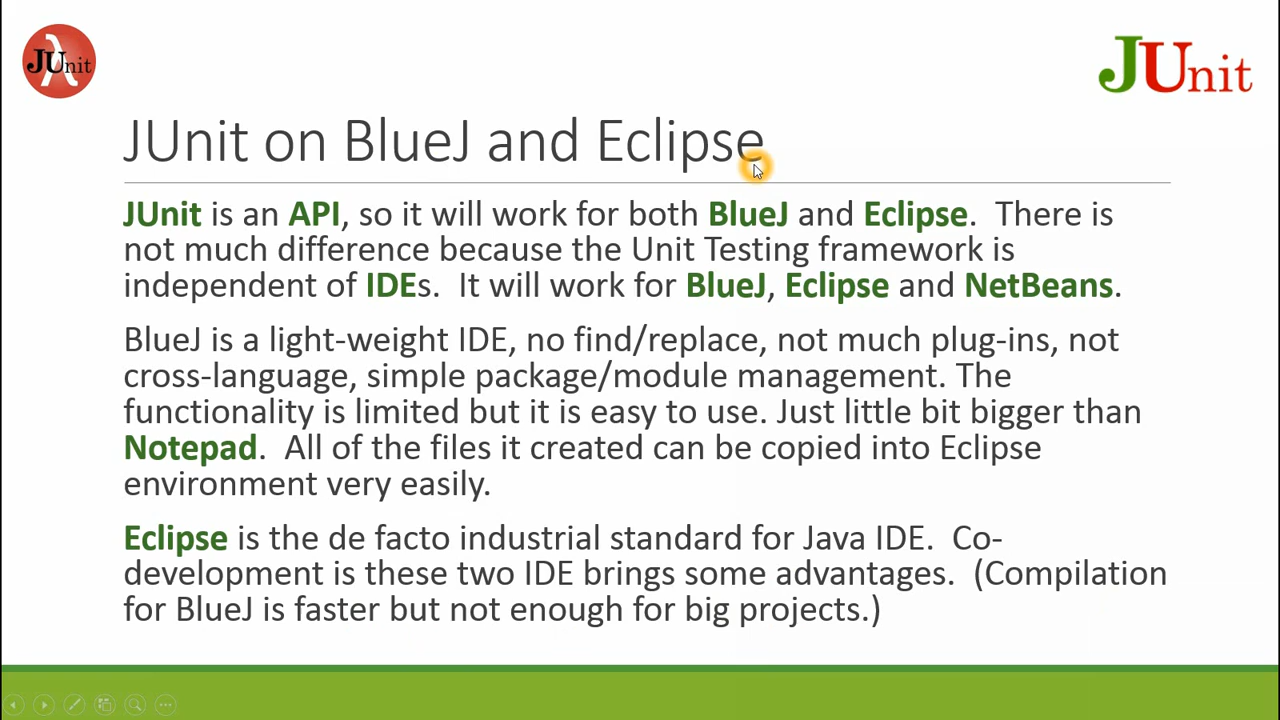 JUnit
JUnit
JUnit on BlueJ and Eclipse
JUnit is an API, so it will work for both BlueJ and Eclipse.  There is
not much difference because the Unit Testing framework is
independent of IDEs.  It will work for BlueJ, Eclipse and NetBeans.
BlueJ is a light-weight IDE, no find/replace, not much plug-ins, not
cross-language, simple package/module management. The
functionality is limited but it is easy to use. Just little bit bigger than
Notepad.  All of the files it created can be copied into Eclipse
environment very easily.
Eclipse is the de facto industrial standard for Java IDE.  Co-
development is these two IDE brings some advantages.  (Compilation
for BlueJ is faster but not enough for big projects.)